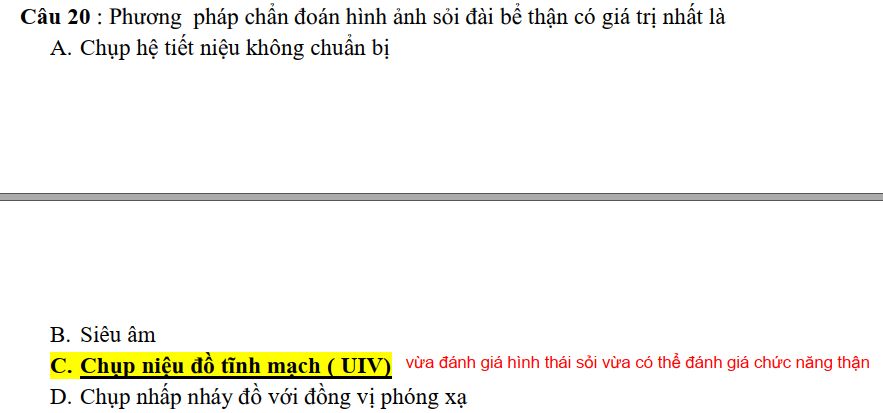 Câu 20 : Phương pháp chẩn đoán hình ảnh sỏi đài bể thận có giá trị nhất là
A. Chụp hệ tiết niệu không chuẩn bị
B. Siêu âm
C. Chụp niệu đồ tĩnh mạch ( UIV) vừa đánh giá hình thái sỏi vừa có thể đánh giá chức năng thận
D. Chụp nhấp nháy đồ với đồng vị phóng xạ